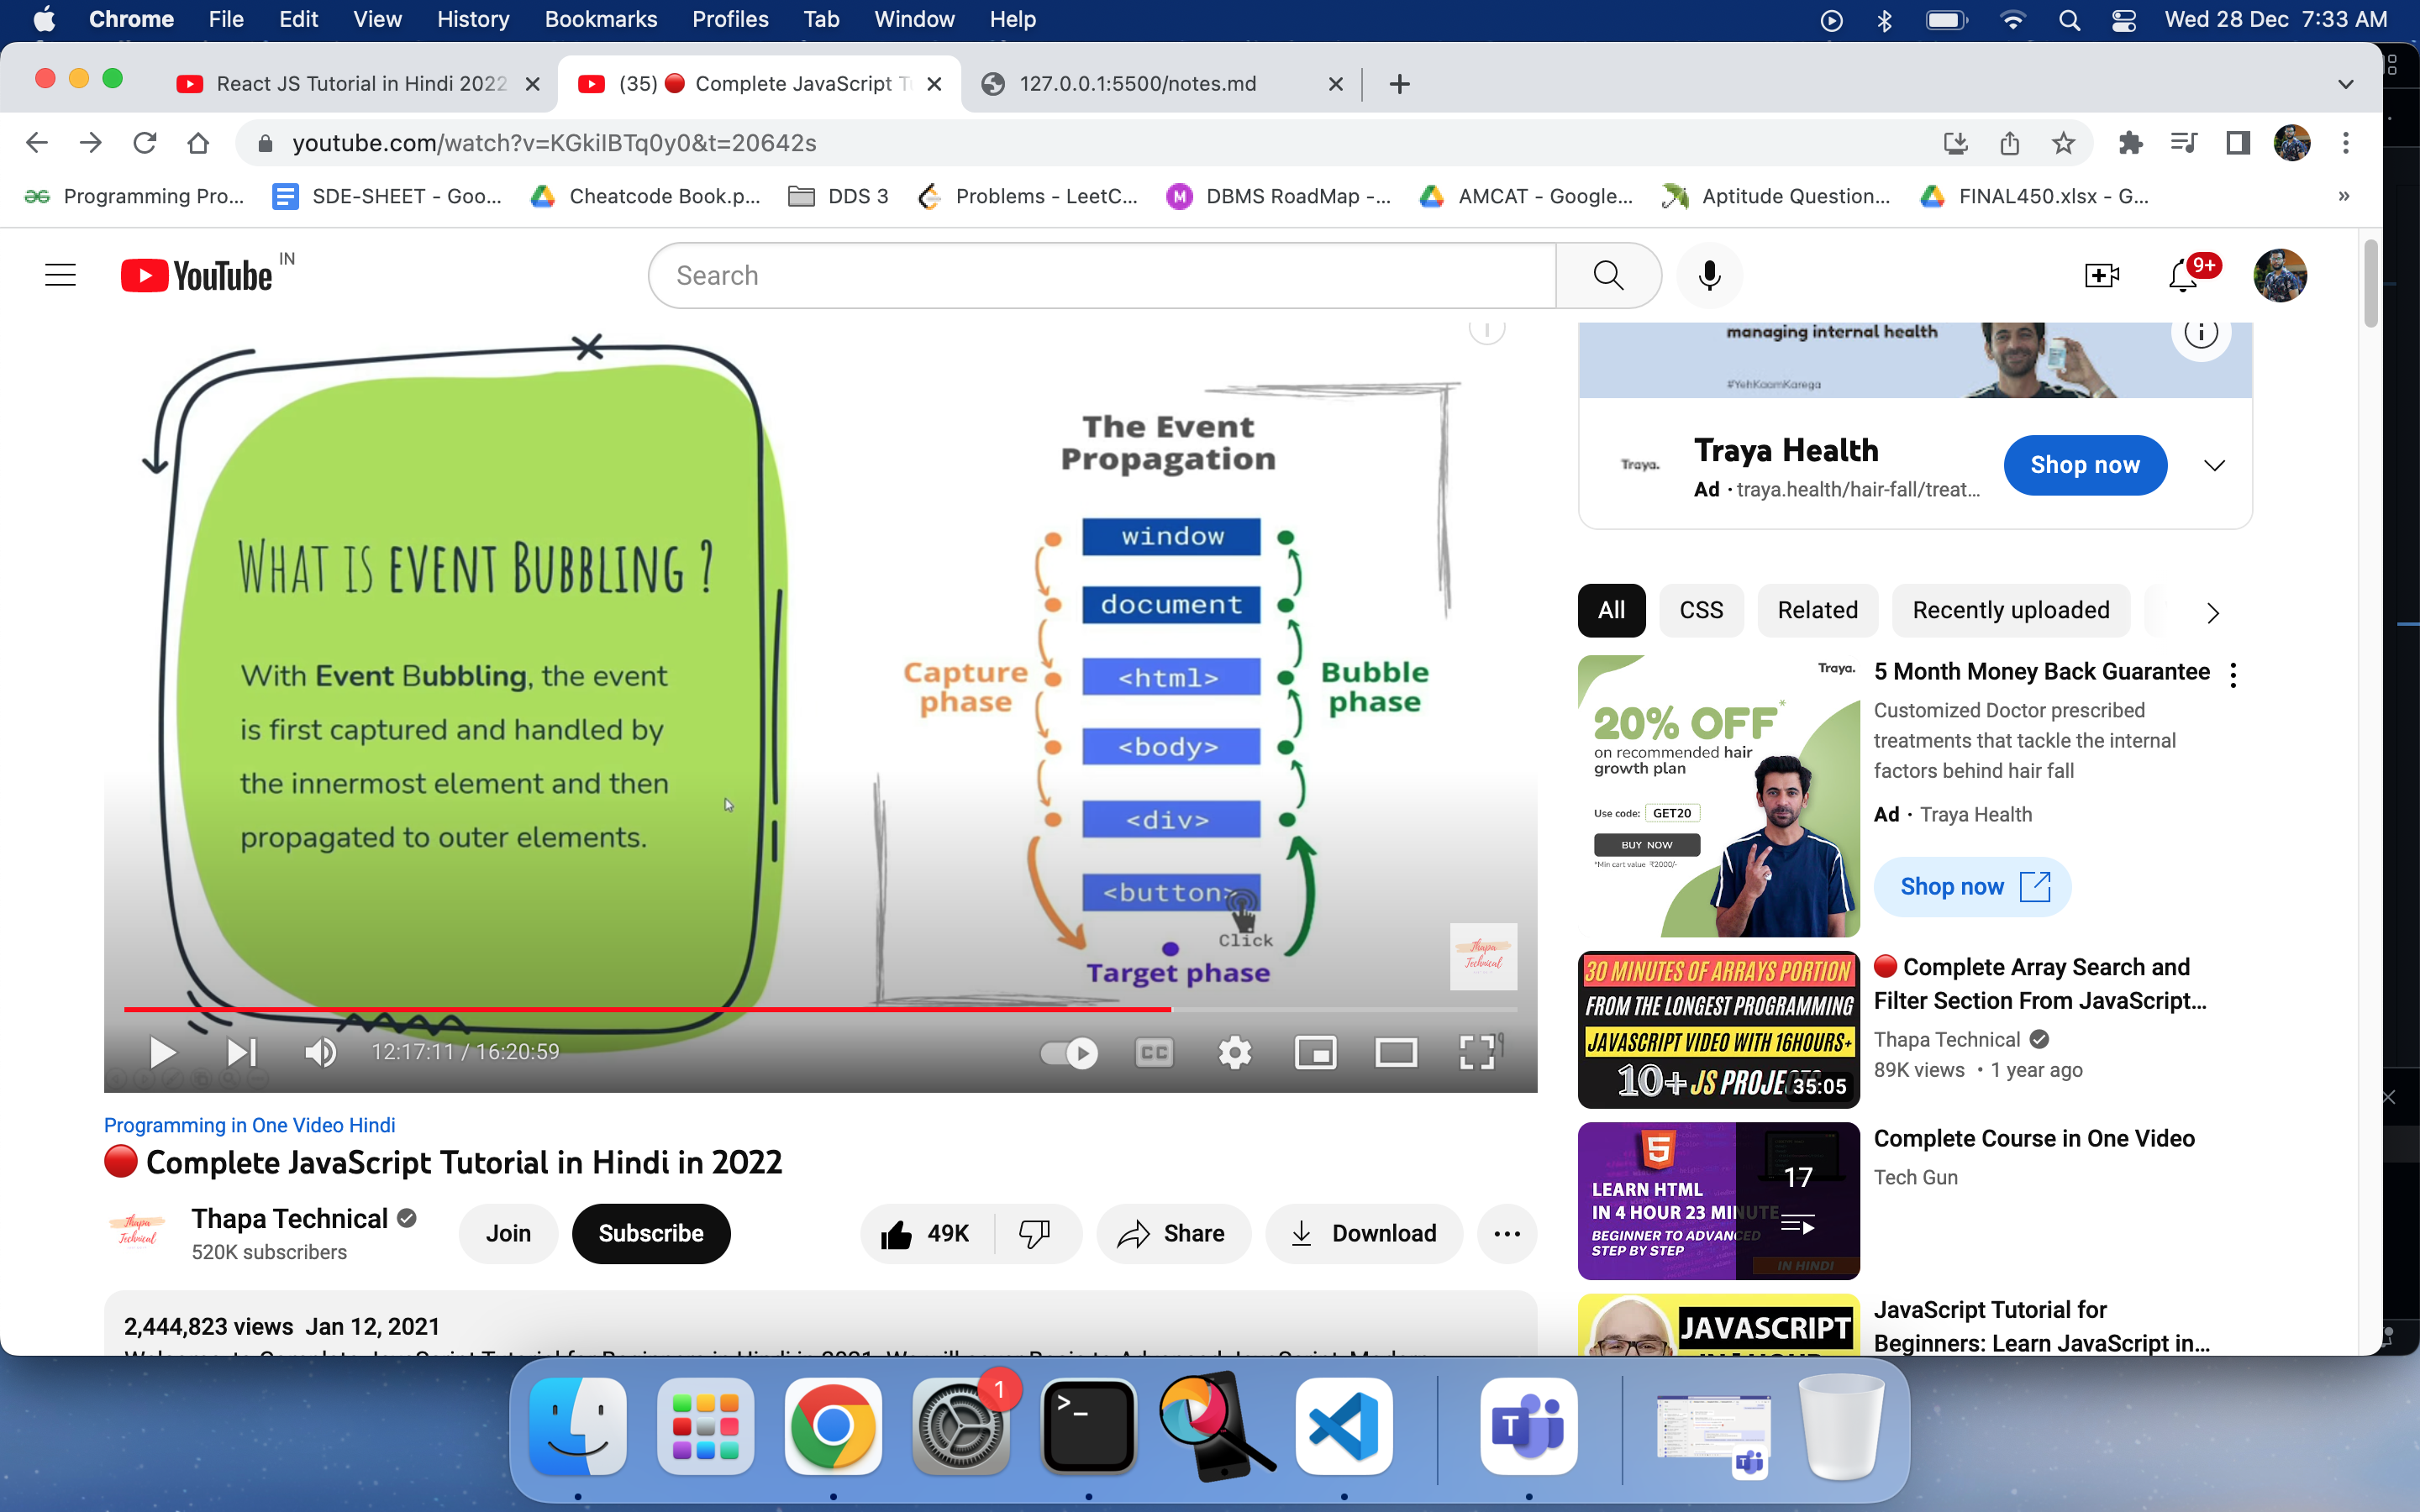 Chrome File Edit View History Bookmarks Profiles Tab Window Help Wed 28 Dec 7:33 AM
React JS Tutorial in Hindi 2022 (35) 🔴 Complete JavaScript T 127.0.0.1:5500/notes.md
youtube.com/watch?v=KGkiIBTq0y0&t=20642s
Programming Pro... SDE-SHEET - Goo... Cheatcode Book.p... DDS 3 Problems - LeetC... DBMS RoadMap -... AMCAT - Google... Aptitude Question... FINAL450.xlsx - G... »
YouTube IN
Search
9+
WHAT IS EVENT BUBBLING ?
With Event Bubbling, the event
is first captured and handled by
the innermost element and then
propagated to outer elements.
The Event
Propagation
window
document
<html>
<body>
<div>
<button>
Capture
phase
Bubble
phase
Click
Target phase
Thapa
Technical
12:17:11 / 16:20:59
CC
Programming in One Video Hindi
🔴 Complete JavaScript Tutorial in Hindi in 2022
Thapa
Technical
Thapa Technical
520K subscribers
Join
Subscribe
49K
Share
Download
2,444,823 views Jan 12, 2021
managing internal health
#YehKaamKarega
Traya.
Traya Health
Ad · traya.health/hair-fall/treat...
Shop now
All CSS Related Recently uploaded
Traya.
20% OFF*
on recommended hair
growth plan
Use code: GET20
BUY NOW
*Min cart value ₹2000/-
5 Month Money Back Guarantee
Customized Doctor prescribed
treatments that tackle the internal
factors behind hair fall
Ad · Traya Health
Shop now
30 MINUTES OF ARRAYS PORTION
FROM THE LONGEST PROGRAMMING
JAVASCRIPT VIDEO WITH 16HOURS+
10+ JS PROJE
35:05
🔴 Complete Array Search and
Filter Section From JavaScript...
Thapa Technical
89K views • 1 year ago
5
LEARN HTML
IN 4 HOUR 23 MINUTE
BEGINNER TO ADVANCED
STEP BY STEP
17
IN HINDI
Complete Course in One Video
Tech Gun
JAVASCRIPT
JavaScript Tutorial for
Beginners: Learn JavaScript in...
1
>_
T